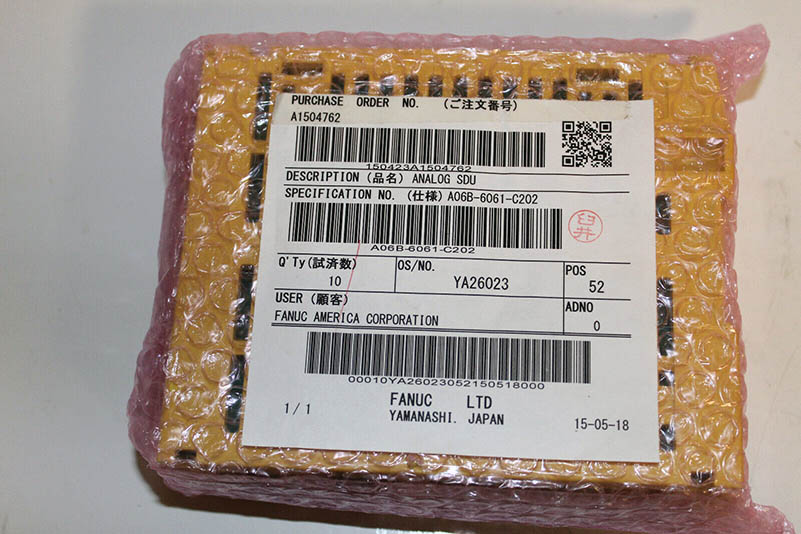 PURCHASE ORDER NO. (ご注文番号)
A1504762
150423A1504762
DESCRIPTION (品名) ANALOG SDU
SPECIFICATION NO. (仕様) A06B-6061-C202
A06B-6061-C202
臼井
Q'Ty(試済数) OS/NO. YA26023 POS
10 52
USER (顧客) ADNO
FANUC AMERICA CORPORATION 0
00010YA26023052150518000
1/1 FANUC LTD
YAMANASHI. JAPAN 15-05-18